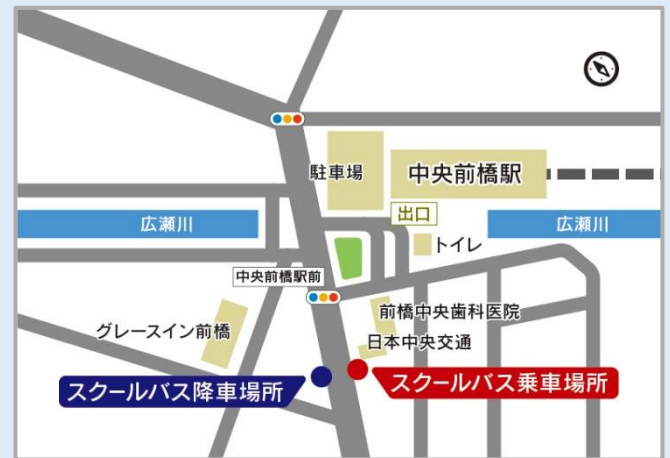 駐車場
中央前橋駅
出口
広瀬川
広瀬川
トイレ
中央前橋駅前
前橋中央歯科医院
グレースイン前橋
日本中央交通
スクールバス降車場所
スクールバス乗車場所